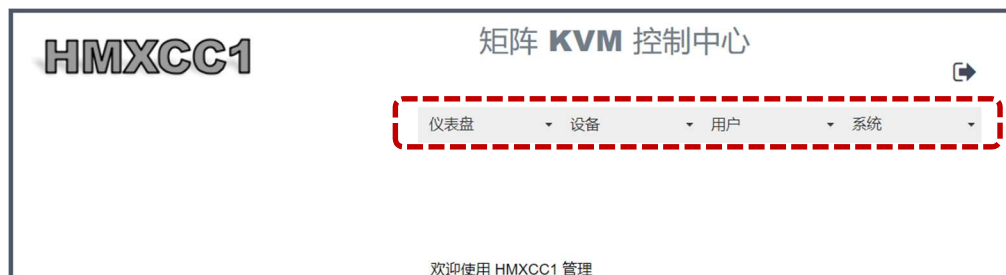 HMXCC1
矩阵 KVM 控制中心
仪表盘 设备 用户 系统
欢迎使用 HMXCC1 管理